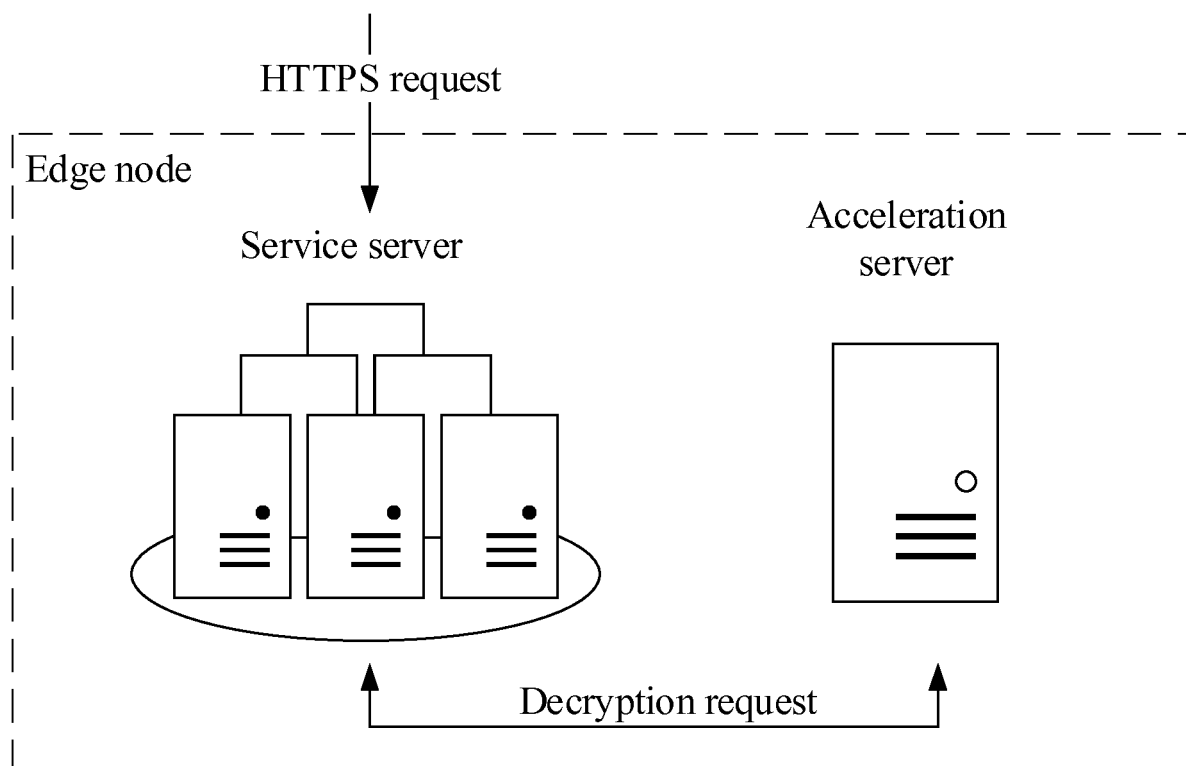 HTTPS request
Edge node
Service server
Acceleration
server
Decryption request